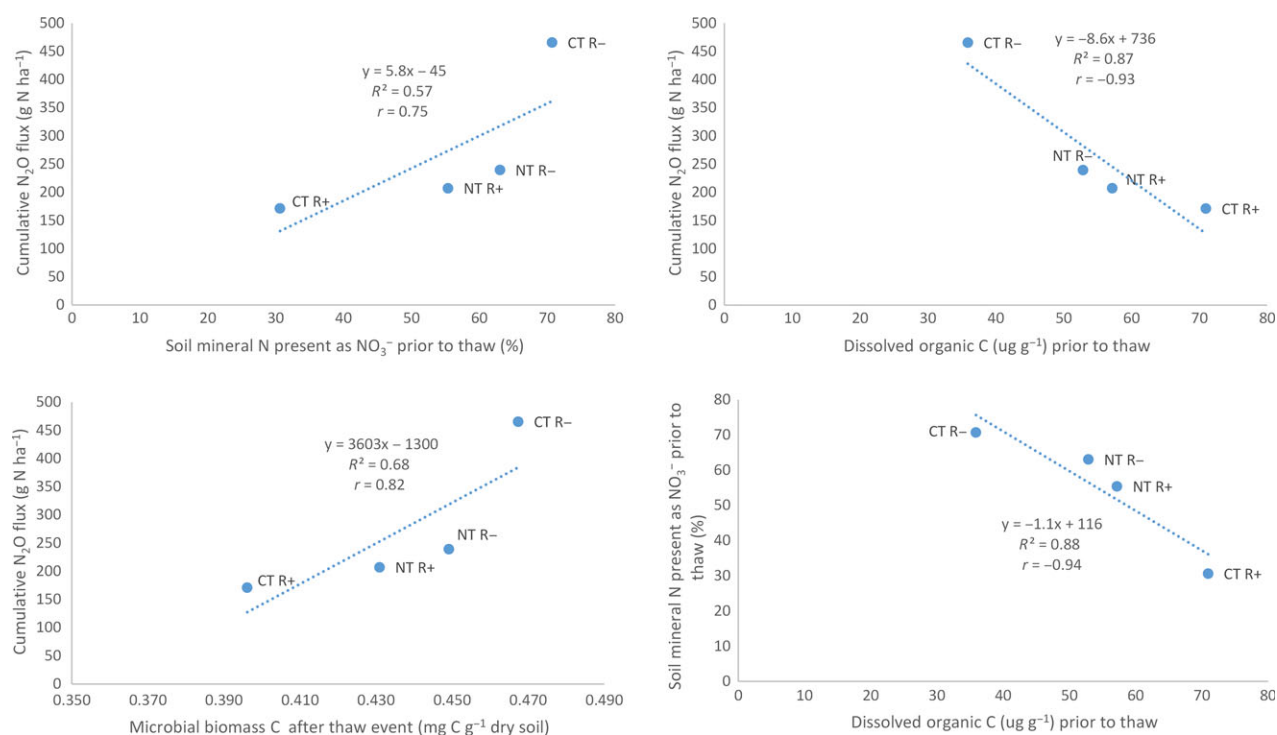 Cumulative N₂O flux (g N ha⁻¹)
500
450
400
350
300
250
200
150
100
50
0
CT R−
y = 5.8x − 45
R² = 0.57
r = 0.75
NT R−
NT R+
CT R+
0 10 20 30 40 50 60 70 80
Soil mineral N present as NO₃⁻ prior to thaw (%)
Cumulative N₂O flux (g N ha⁻¹)
500
450
400
350
300
250
200
150
100
50
0
CT R−
y = −8.6x + 736
R² = 0.87
r = −0.93
NT R−
NT R+
CT R+
0 10 20 30 40 50 60 70 80
Dissolved organic C (ug g⁻¹) prior to thaw
Cumulative N₂O flux (g N ha⁻¹)
500
450
400
350
300
250
200
150
100
50
0
CT R−
y = 3603x − 1300
R² = 0.68
r = 0.82
NT R−
NT R+
CT R+
0.350 0.370 0.390 0.410 0.430 0.450 0.470 0.490
Microbial biomass C after thaw event (mg C g⁻¹ dry soil)
Soil mineral N present as NO₃⁻ prior to
thaw (%)
80
70
60
50
40
30
20
10
0
CT R−
NT R−
NT R+
y = −1.1x + 116
R² = 0.88
r = −0.94
CT R+
0 10 20 30 40 50 60 70 80
Dissolved organic C (ug g⁻¹) prior to thaw